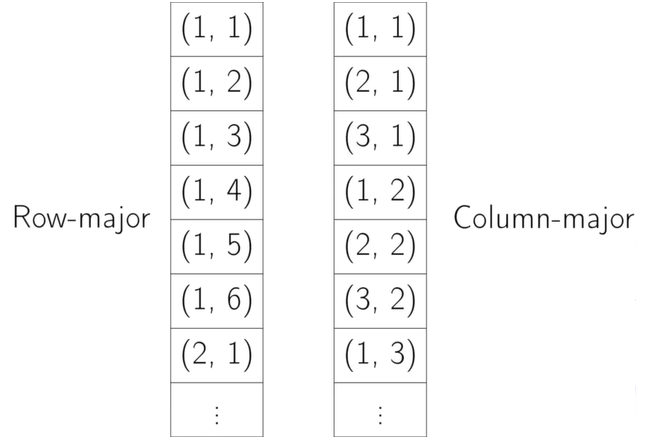 (1, 1) (1, 1)
(1, 2) (2, 1)
(1, 3) (3, 1)
(1, 4) (1, 2)
Row-major Column-major
(1, 5) (2, 2)
(1, 6) (3, 2)
(2, 1) (1, 3)
⋮ ⋮